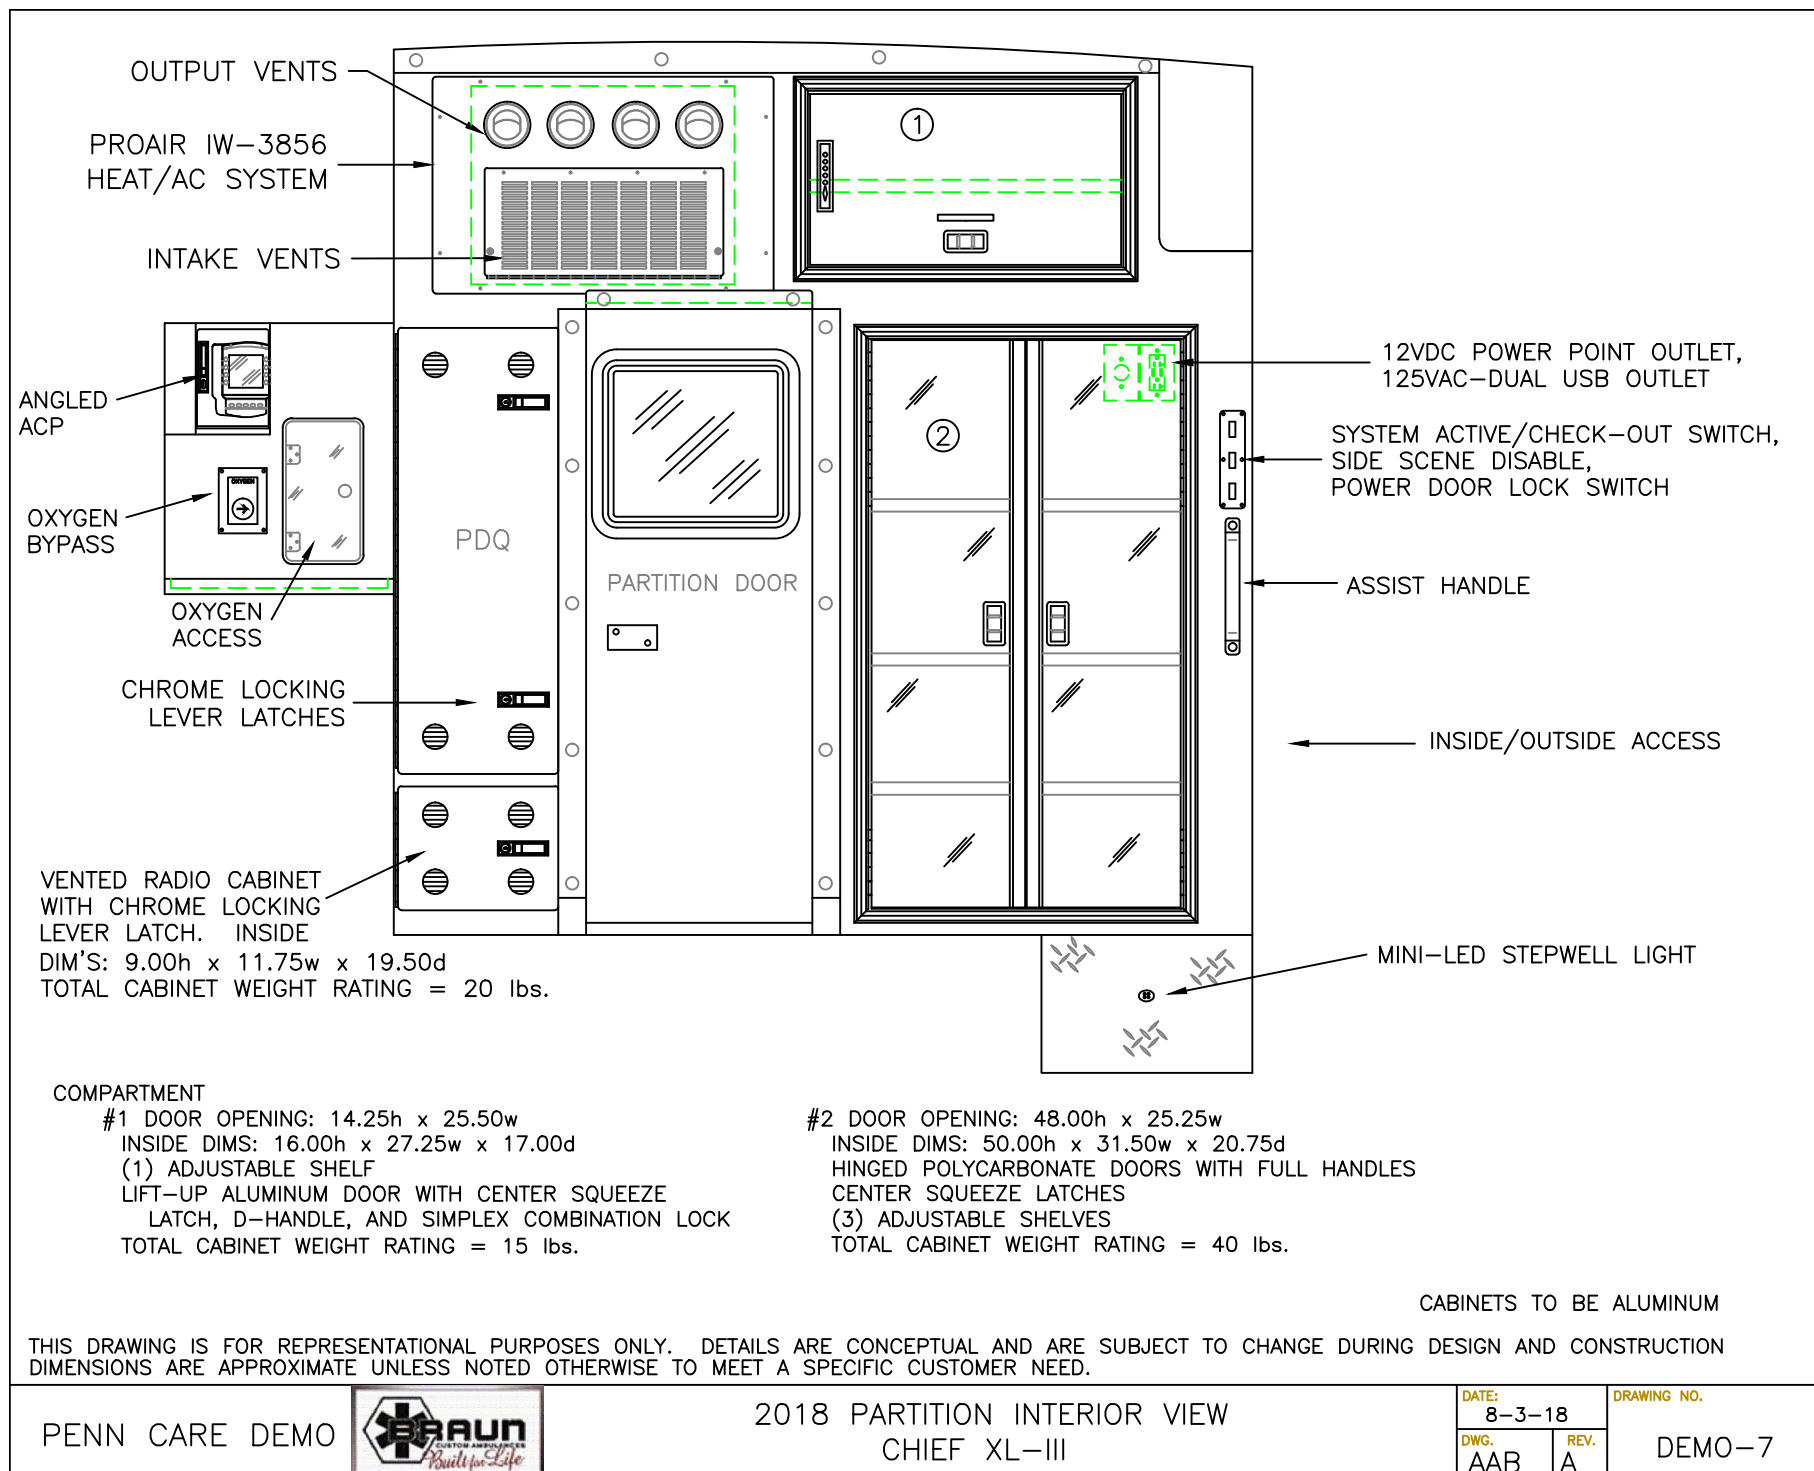 OUTPUT VENTS
PROAIR IW-3856
HEAT/AC SYSTEM
INTAKE VENTS
ANGLED
ACP
OXYGEN
BYPASS
OXYGEN
OXYGEN
ACCESS
CHROME LOCKING
LEVER LATCHES
VENTED RADIO CABINET
WITH CHROME LOCKING
LEVER LATCH. INSIDE
DIM'S: 9.00h x 11.75w x 19.50d
TOTAL CABINET WEIGHT RATING = 20 lbs.
PDQ
PARTITION DOOR
1
2
12VDC POWER POINT OUTLET,
125VAC-DUAL USB OUTLET
SYSTEM ACTIVE/CHECK-OUT SWITCH,
SIDE SCENE DISABLE,
POWER DOOR LOCK SWITCH
ASSIST HANDLE
INSIDE/OUTSIDE ACCESS
MINI-LED STEPWELL LIGHT
COMPARTMENT
#1 DOOR OPENING: 14.25h x 25.50w
INSIDE DIMS: 16.00h x 27.25w x 17.00d
(1) ADJUSTABLE SHELF
LIFT-UP ALUMINUM DOOR WITH CENTER SQUEEZE
LATCH, D-HANDLE, AND SIMPLEX COMBINATION LOCK
TOTAL CABINET WEIGHT RATING = 15 lbs.
#2 DOOR OPENING: 48.00h x 25.25w
INSIDE DIMS: 50.00h x 31.50w x 20.75d
HINGED POLYCARBONATE DOORS WITH FULL HANDLES
CENTER SQUEEZE LATCHES
(3) ADJUSTABLE SHELVES
TOTAL CABINET WEIGHT RATING = 40 lbs.
CABINETS TO BE ALUMINUM
THIS DRAWING IS FOR REPRESENTATIONAL PURPOSES ONLY. DETAILS ARE CONCEPTUAL AND ARE SUBJECT TO CHANGE DURING DESIGN AND CONSTRUCTION
DIMENSIONS ARE APPROXIMATE UNLESS NOTED OTHERWISE TO MEET A SPECIFIC CUSTOMER NEED.
PENN CARE DEMO
BRAUN
CUSTOM AMBULANCES
Built for Life
2018 PARTITION INTERIOR VIEW
CHIEF XL-III
DATE:
8-3-18
DWG.
AAB
REV.
A
DRAWING NO.
DEMO-7